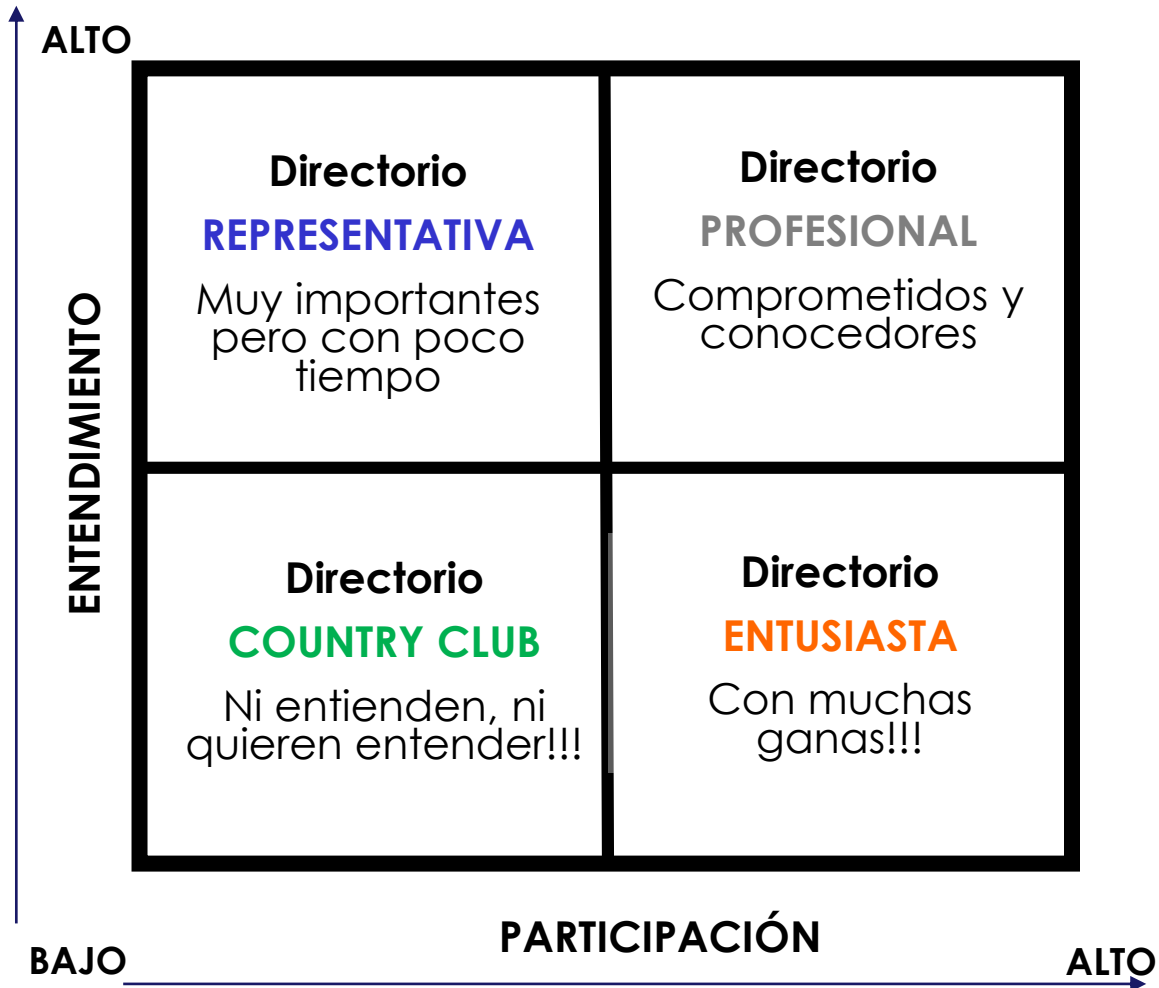 ALTO
Directorio
REPRESENTATIVA
Muy importantes
pero con poco
tiempo
Directorio
PROFESIONAL
Comprometidos y
conocedores
ENTENDIMIENTO
Directorio
COUNTRY CLUB
Ni entienden, ni
quieren entender!!!
Directorio
ENTUSIASTA
Con muchas
ganas!!!
PARTICIPACIÓN
BAJO
ALTO